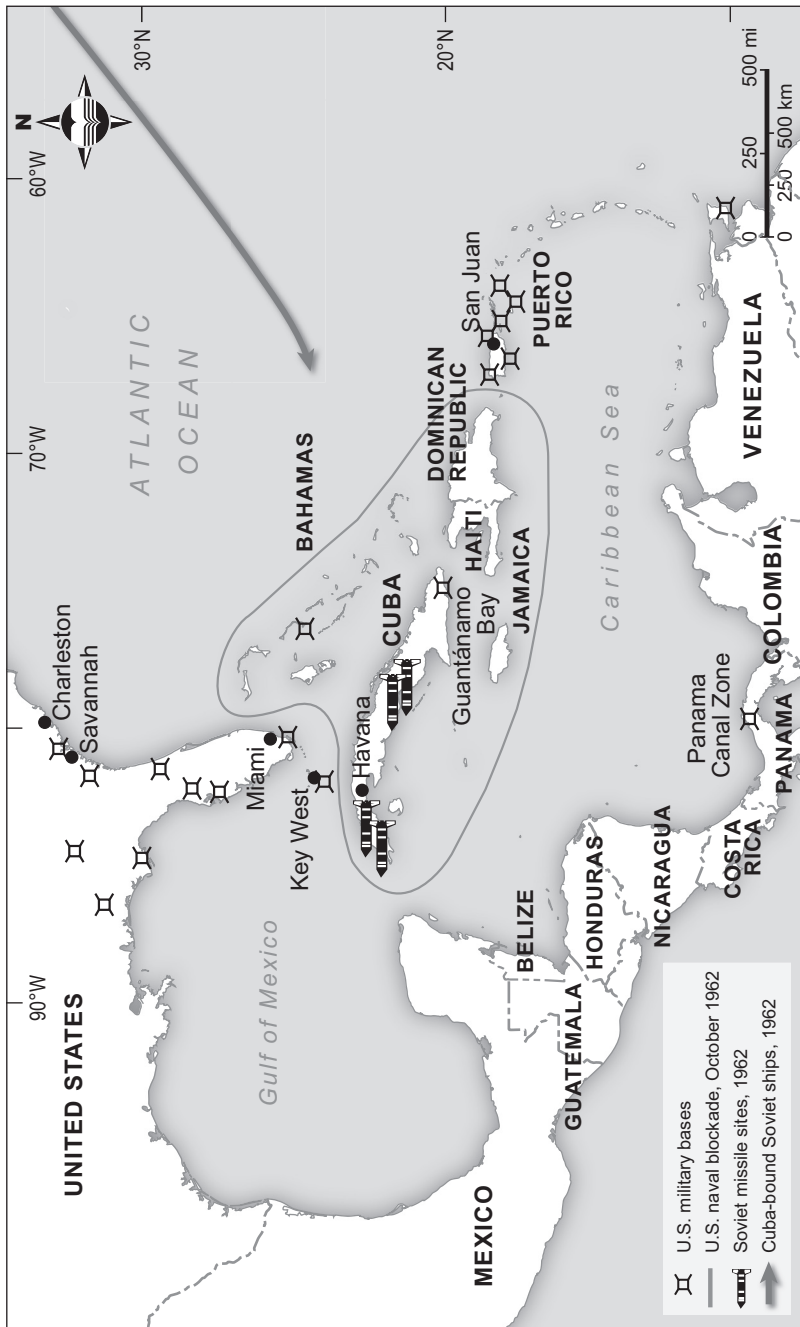 90°W
70°W
60°W
N
30°N
20°N
UNITED STATES
Charleston
Savannah
ATLANTIC
OCEAN
Miami
Key West
Gulf of Mexico
BAHAMAS
Havana
CUBA
Guantánamo
Bay
HAITI
DOMINICAN
REPUBLIC
San Juan
PUERTO
RICO
JAMAICA
MEXICO
BELIZE
GUATEMALA
HONDURAS
NICARAGUA
COSTA
RICA
Caribbean Sea
Panama
Canal Zone
PANAMA
COLOMBIA
VENEZUELA
U.S. military bases
U.S. naval blockade, October 1962
Soviet missile sites, 1962
Cuba-bound Soviet ships, 1962
0 250 500 mi
0 250 500 km